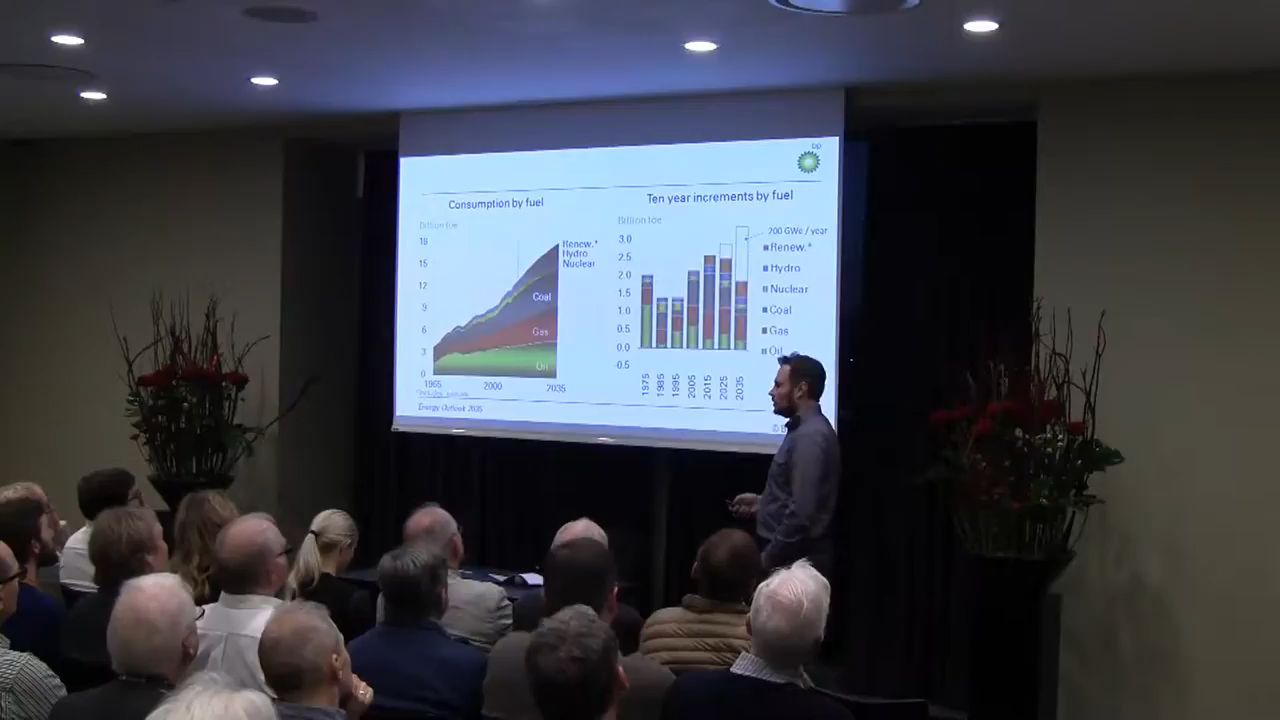 bp
Consumption by fuel
Billion toe
18
15
12
9
6
3
0
Renew.*
Hydro
Nuclear
Coal
Gas
Oil
1965
2000
2035
Energy Outlook 2035
Ten year increments by fuel
Billion toe
3.0
2.5
2.0
1.5
1.0
0.5
0.0
-0.5
200 GWe / year
Renew.*
Hydro
Nuclear
Coal
Gas
Oil
1975
1985
1995
2005
2015
2025
2035
© B